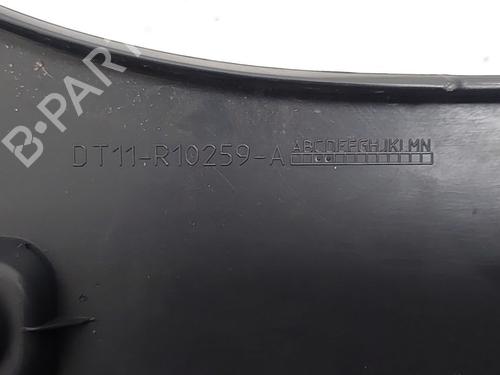 B-PARTS
DT11-R10259-A ABCDEFGHJKLMN